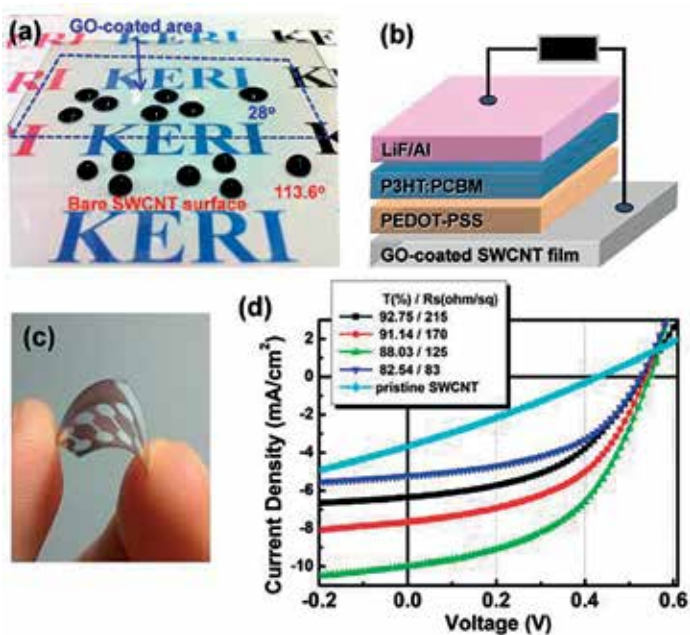 (a)
GO-coated area
KERI
KERI
28°
KERI
113.6°
Bare SWCNT surface
KERI
(b)
LiF/Al
P3HT:PCBM
PEDOT-PSS
GO-coated SWCNT film
(c)
(d)
T(%) / Rs(ohm/sq)
92.75 / 215
91.14 / 170
88.03 / 125
82.54 / 83
pristine SWCNT
Current Density (mA/cm²)
2
0
-2
-4
-6
-8
-10
-0.2 0.0 0.2 0.4 0.6
Voltage (V)